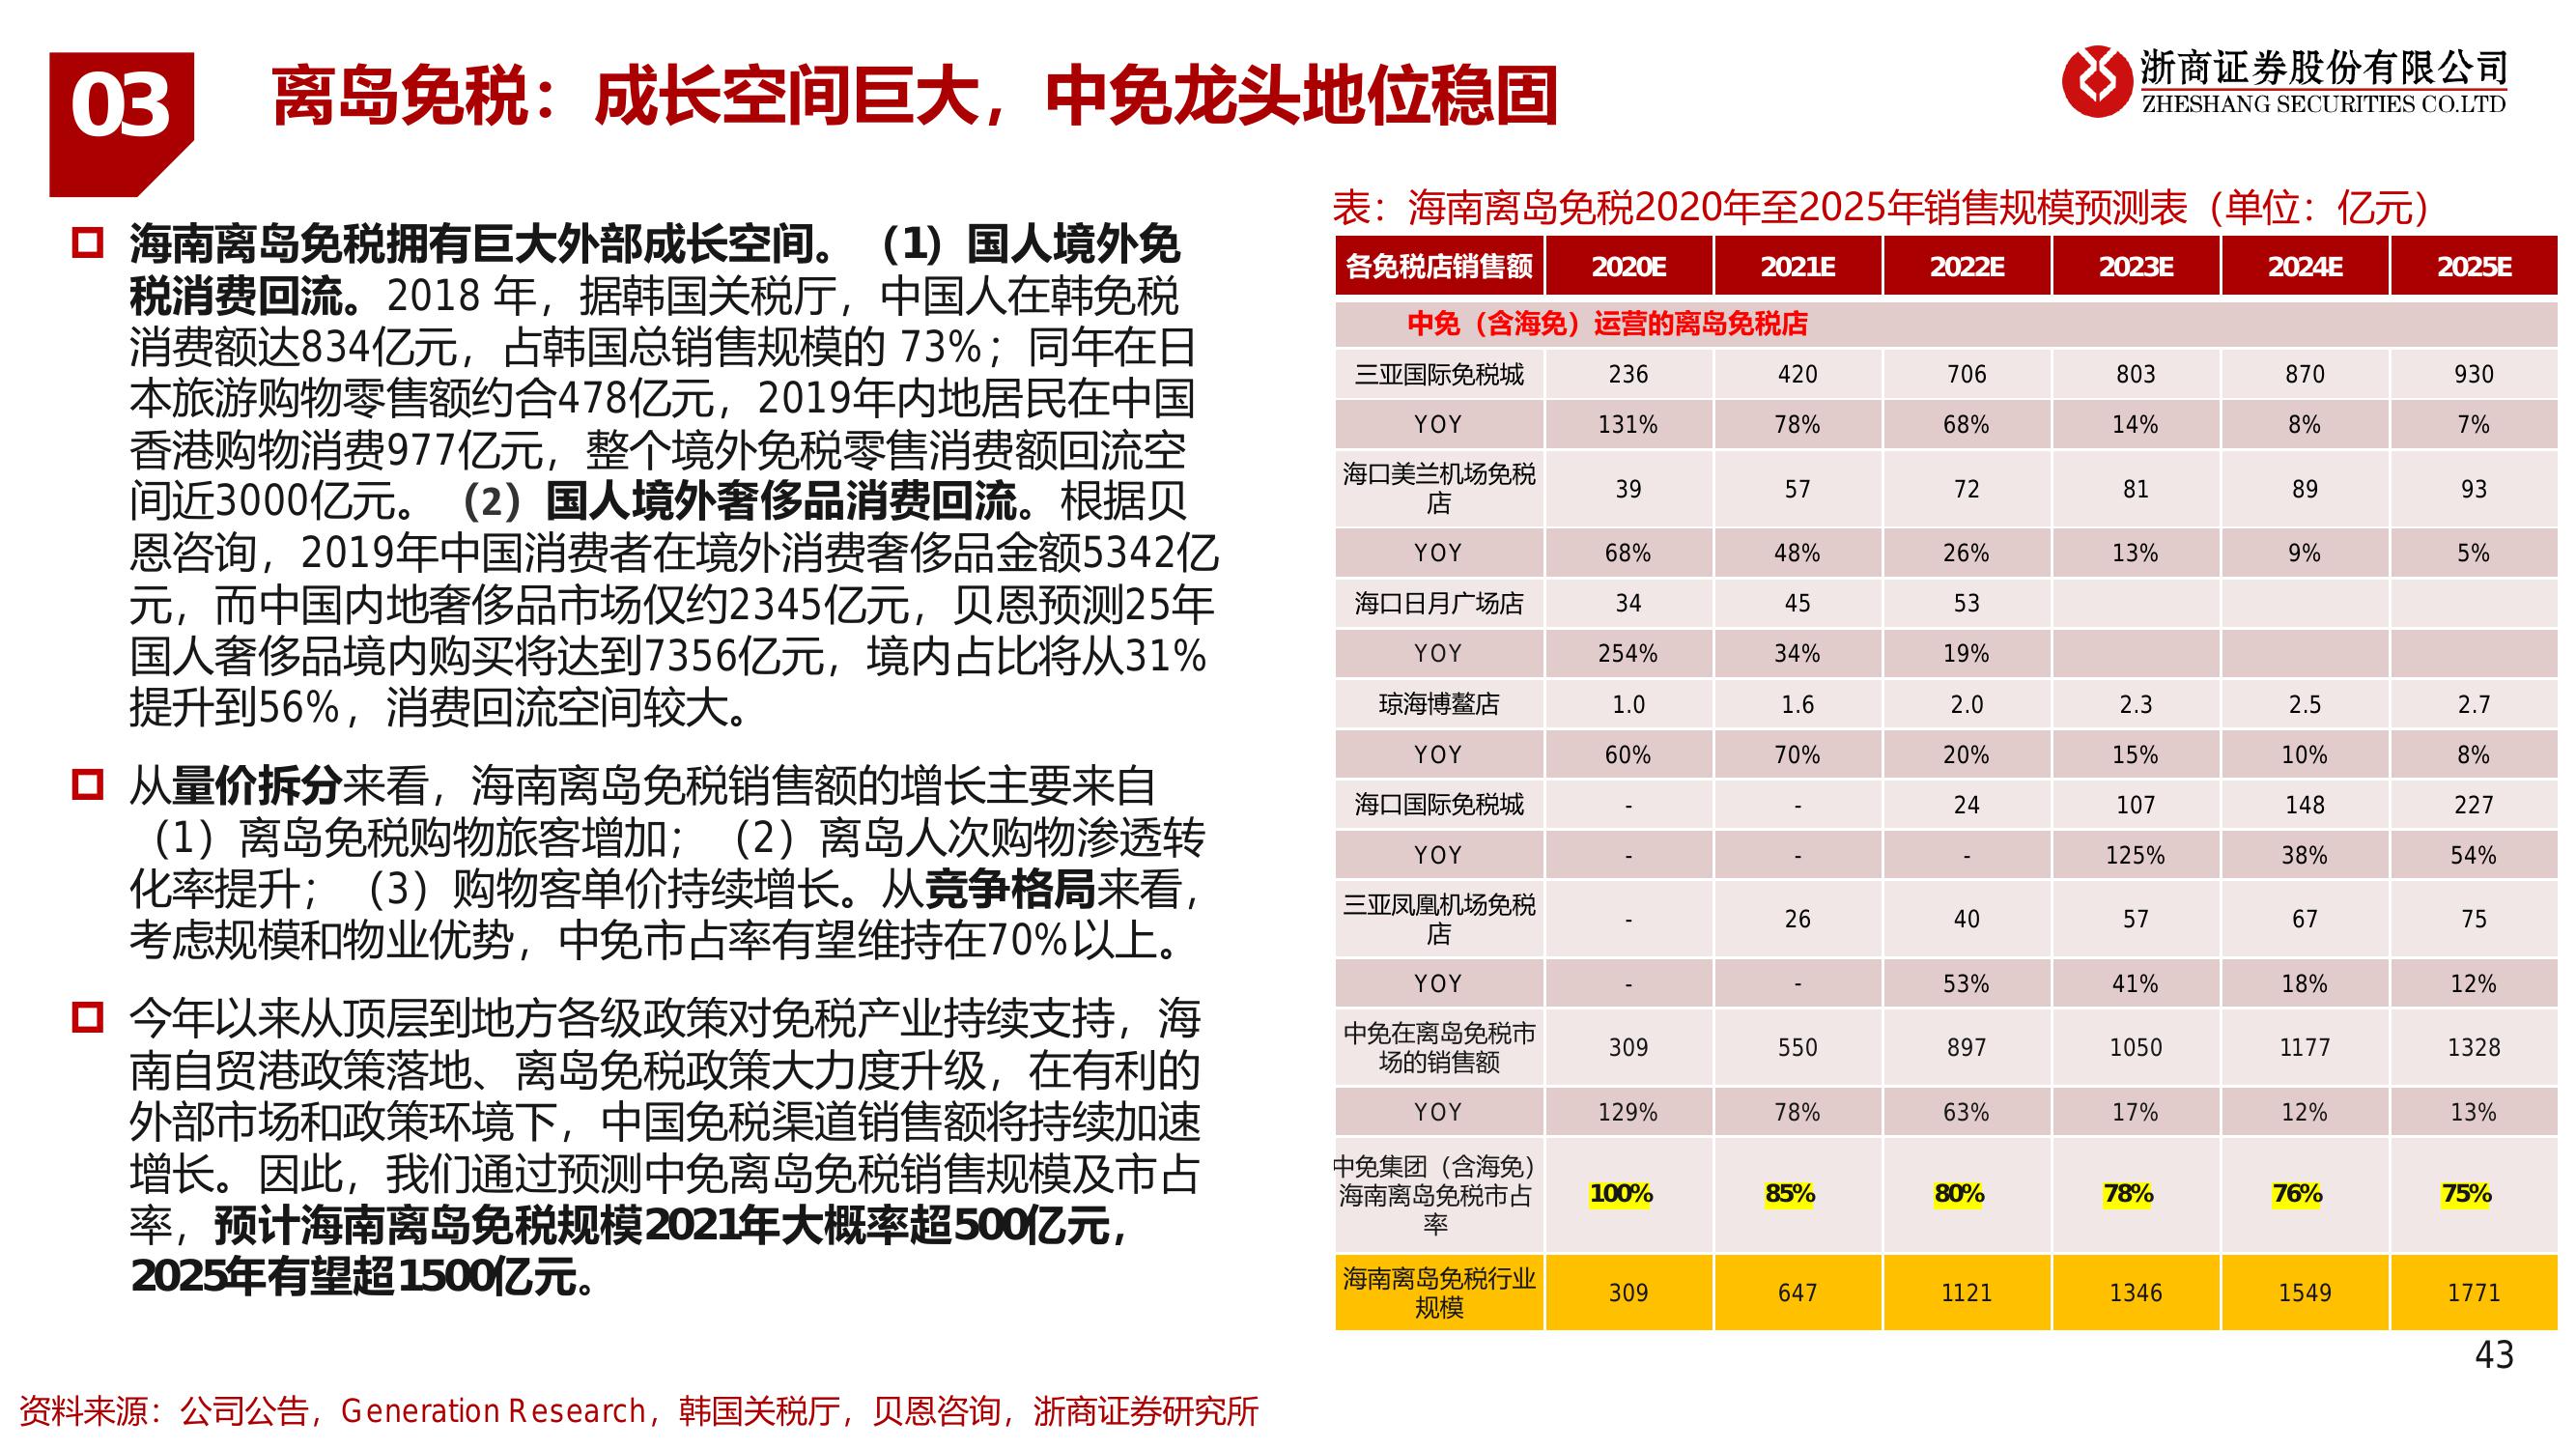 03
离岛免税：成长空间巨大，中免龙头地位稳固
浙商证券股份有限公司
ZHESHANG SECURITIES CO.LTD
海南离岛免税拥有巨大外部成长空间。（1）国人境外免
税消费回流。2018 年，据韩国关税厅，中国人在韩免税
消费额达834亿元，占韩国总销售规模的 73%；同年在日
本旅游购物零售额约合478亿元，2019年内地居民在中国
香港购物消费977亿元，整个境外免税零售消费额回流空
间近3000亿元。（2）国人境外奢侈品消费回流。根据贝
恩咨询，2019年中国消费者在境外消费奢侈品金额5342亿
元，而中国内地奢侈品市场仅约2345亿元，贝恩预测25年
国人奢侈品境内购买将达到7356亿元，境内占比将从31%
提升到56%，消费回流空间较大。
从量价拆分来看，海南离岛免税销售额的增长主要来自
（1）离岛免税购物旅客增加；（2）离岛人次购物渗透转
化率提升；（3）购物客单价持续增长。从竞争格局来看，
考虑规模和物业优势，中免市占率有望维持在70%以上。
今年以来从顶层到地方各级政策对免税产业持续支持，海
南自贸港政策落地、离岛免税政策大力度升级，在有利的
外部市场和政策环境下，中国免税渠道销售额将持续加速
增长。因此，我们通过预测中免离岛免税销售规模及市占
率，预计海南离岛免税规模2021年大概率超500亿元，
2025年有望超1500亿元。
表：海南离岛免税2020年至2025年销售规模预测表（单位：亿元）
各免税店销售额 2020E 2021E 2022E 2023E 2024E 2025E
中免（含海免）运营的离岛免税店
三亚国际免税城 236 420 706 803 870 930
YOY 131% 78% 68% 14% 8% 7%
海口美兰机场免税
店 39 57 72 81 89 93
YOY 68% 48% 26% 13% 9% 5%
海口日月广场店 34 45 53
YOY 254% 34% 19%
琼海博鳌店 1.0 1.6 2.0 2.3 2.5 2.7
YOY 60% 70% 20% 15% 10% 8%
海口国际免税城 - - 24 107 148 227
YOY - - - 125% 38% 54%
三亚凤凰机场免税
店 - 26 40 57 67 75
YOY - - 53% 41% 18% 12%
中免在离岛免税市
场的销售额 309 550 897 1050 1177 1328
YOY 129% 78% 63% 17% 12% 13%
中免集团（含海免）
海南离岛免税市占
率 100% 85% 80% 78% 76% 75%
海南离岛免税行业
规模 309 647 1121 1346 1549 1771
43
资料来源：公司公告，Generation Research，韩国关税厅，贝恩咨询，浙商证券研究所